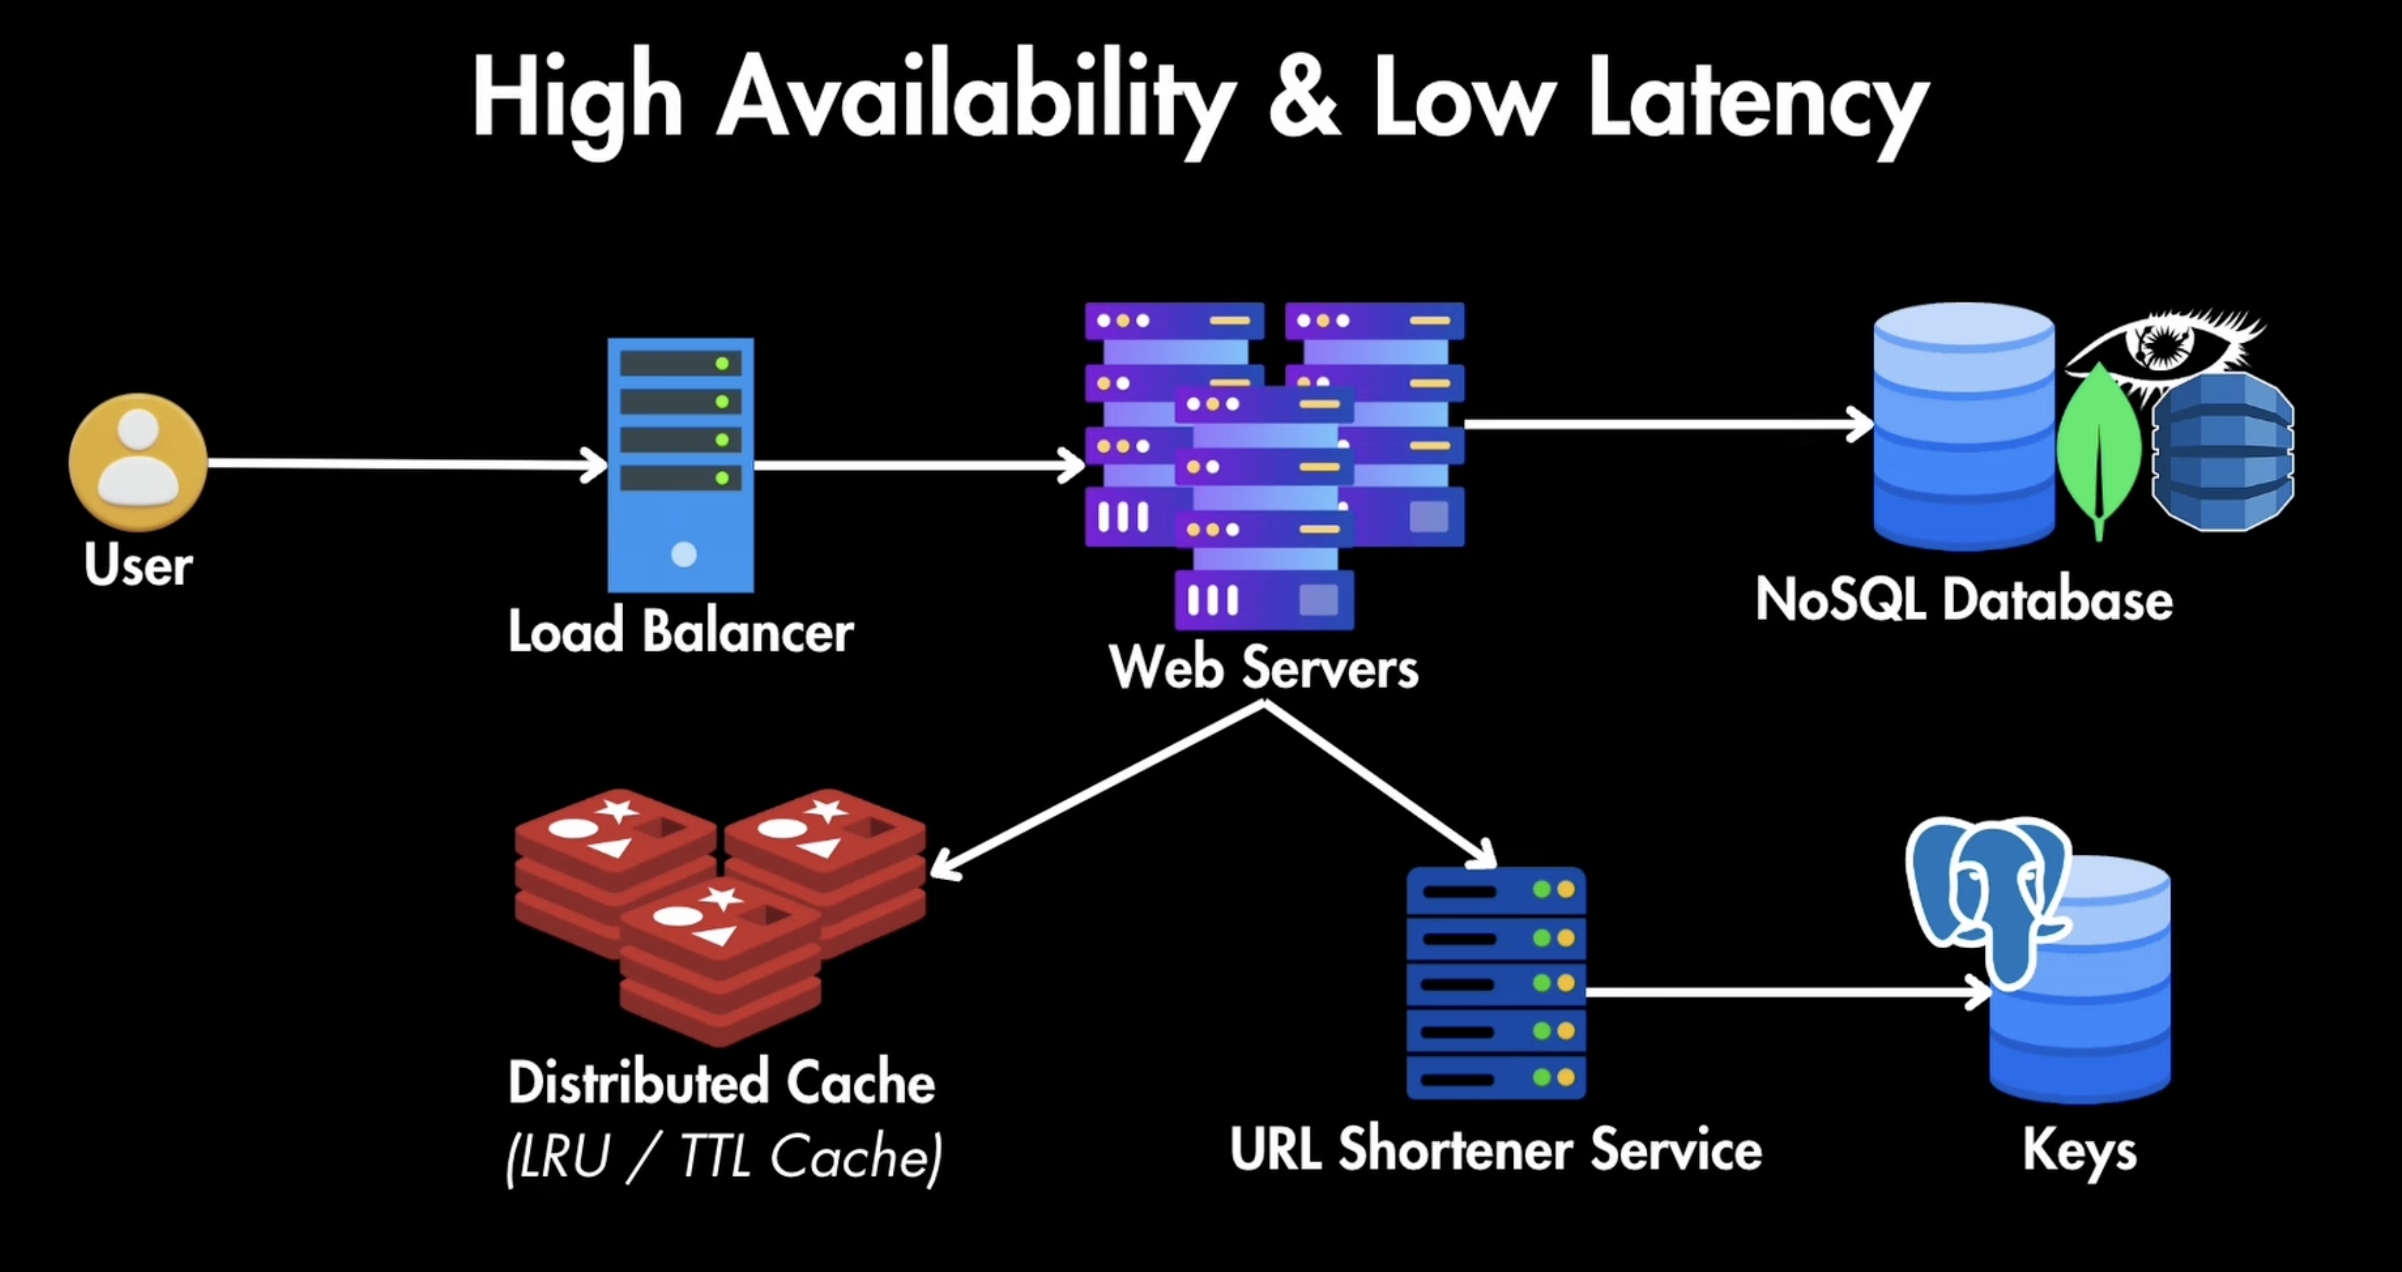 High Availability & Low Latency
User
Load Balancer
Web Servers
NoSQL Database
Distributed Cache
(LRU / TTL Cache)
URL Shortener Service
Keys